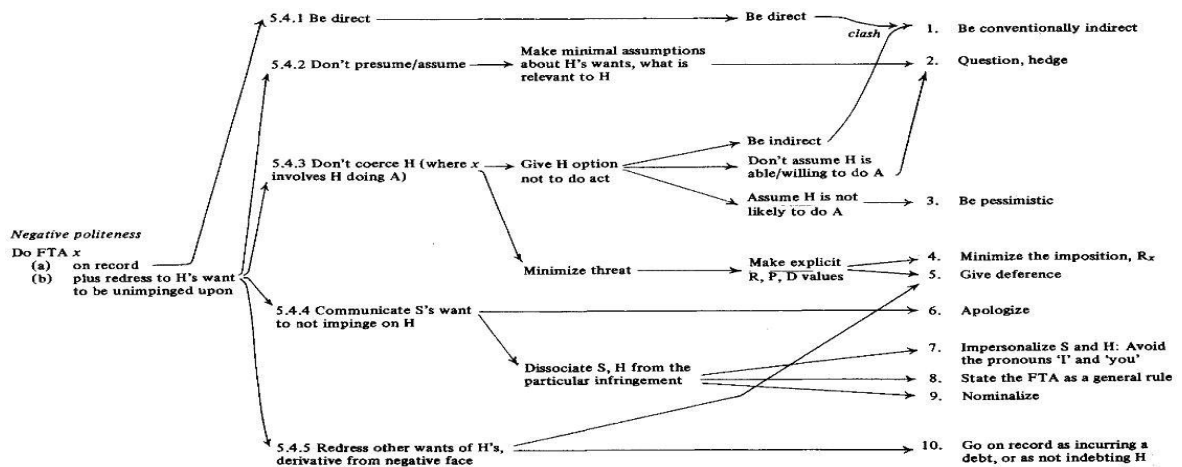 5.4.1 Be direct
Be direct
clash
1. Be conventionally indirect
5.4.2 Don't presume/assume
Make minimal assumptions
about H's wants, what is
relevant to H
2. Question, hedge
5.4.3 Don't coerce H (where x
involves H doing A)
Give H option
not to do act
Be indirect
Don't assume H is
able/willing to do A
Assume H is not
likely to do A
3. Be pessimistic
Negative politeness
Do FTA x
(a) on record
(b) plus redress to H's want
to be unimpinged upon
Minimize threat
Make explicit
R, P, D values
4. Minimize the imposition, Rx
5. Give deference
5.4.4 Communicate S's want
to not impinge on H
6. Apologize
Dissociate S, H from the
particular infringement
7. Impersonalize S and H: Avoid
the pronouns 'I' and 'you'
8. State the FTA as a general rule
9. Nominalize
5.4.5 Redress other wants of H's,
derivative from negative face
10. Go on record as incurring a
debt, or as not indebting H